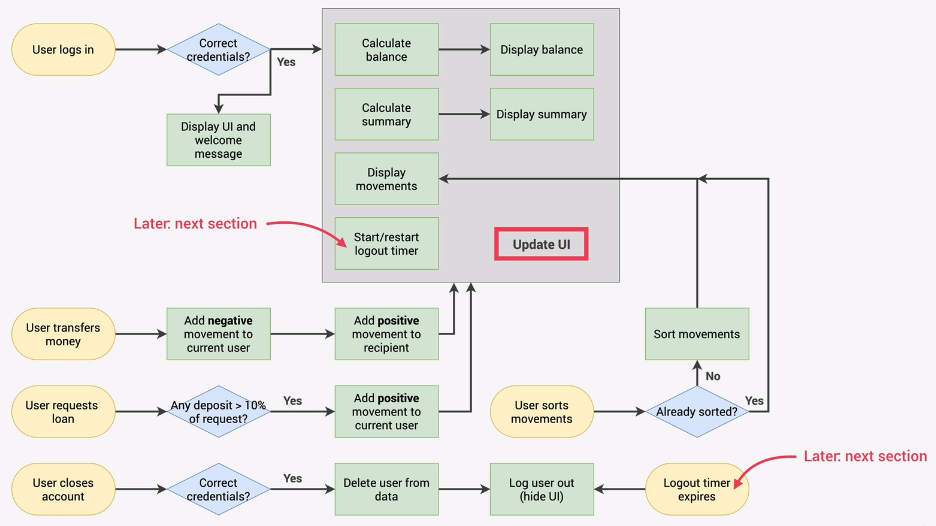 User logs in
Correct
credentials?
Yes
Display UI and
welcome
message
Calculate
balance
Display balance
Calculate
summary
Display summary
Display
movements
Later: next section
Start/restart
logout timer
Update UI
User transfers
money
Add negative
movement to
current user
Add positive
movement to
recipient
Sort movements
No
User requests
loan
Any deposit > 10%
of request?
Yes
Add positive
movement to
current user
User sorts
movements
Already sorted?
Yes
User closes
account
Correct
credentials?
Yes
Delete user from
data
Log user out
(hide UI)
Logout timer
expires
Later: next section